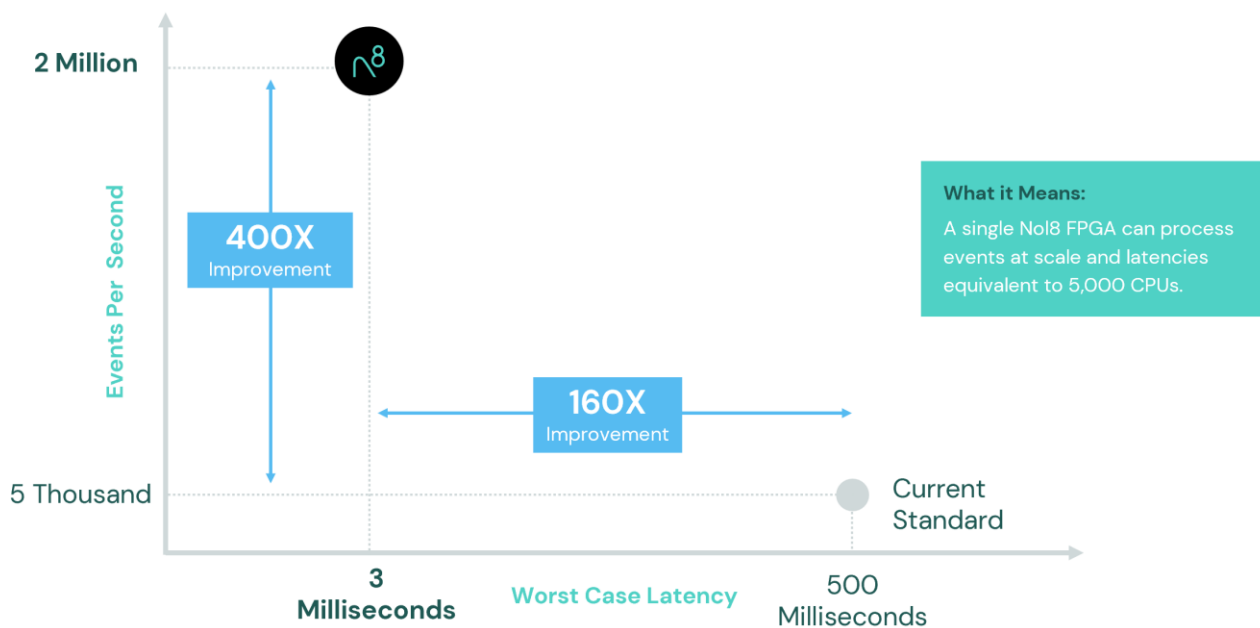 2 Million
n8
Events Per Second
400X
Improvement
What it Means:
A single Nol8 FPGA can process
events at scale and latencies
equivalent to 5,000 CPUs.
160X
Improvement
5 Thousand
Current
Standard
3
Milliseconds
Worst Case Latency
500
Milliseconds